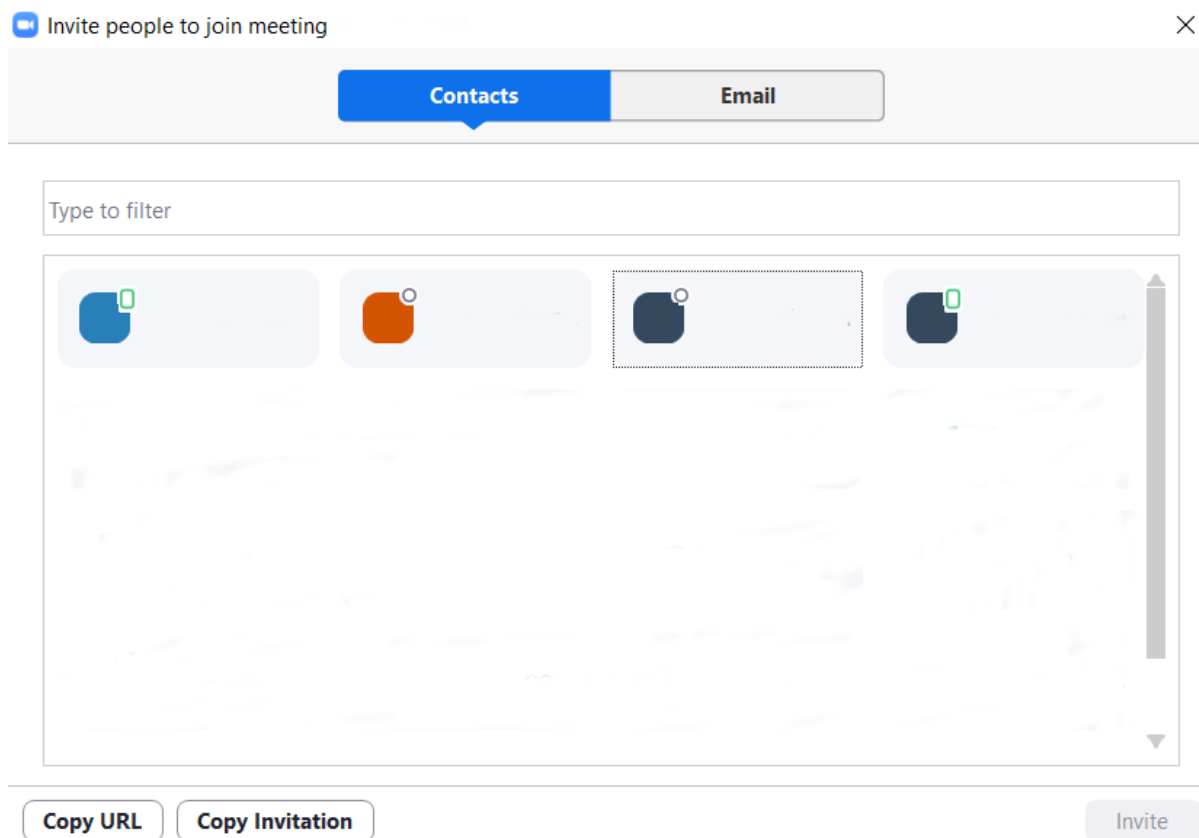 Invite people to join meeting
Contacts Email
Type to filter
Copy URL Copy Invitation Invite